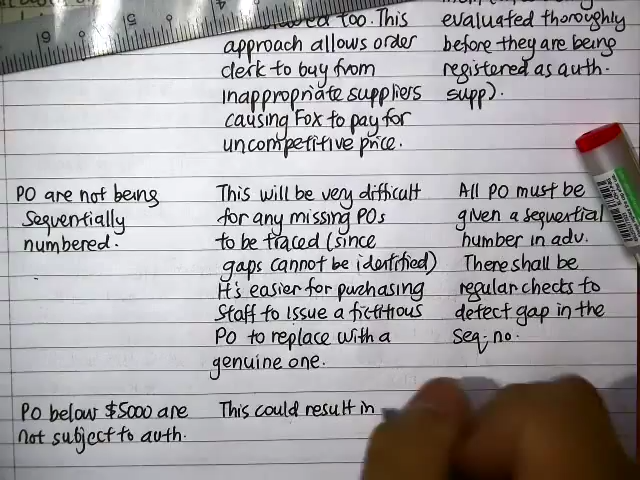 too. This
approach allows order
clerk to buy from
inappropriate suppliers
causing Fox to pay for
uncompetitive price.
evaluated thoroughly
before they are being
registered as auth.
supp).
PO are not being
sequentially
numbered.
This will be very difficult
for any missing POs
to be traced (since
gaps cannot be identified)
It's easier for purchasing
staff to issue a fictitious
PO to replace with a
genuine one.
All PO must be
given a sequential
number in adv.
There shall be
regular checks to
detect gap in the
seq. no.
PO below $5000 are
not subject to auth.
This could result in